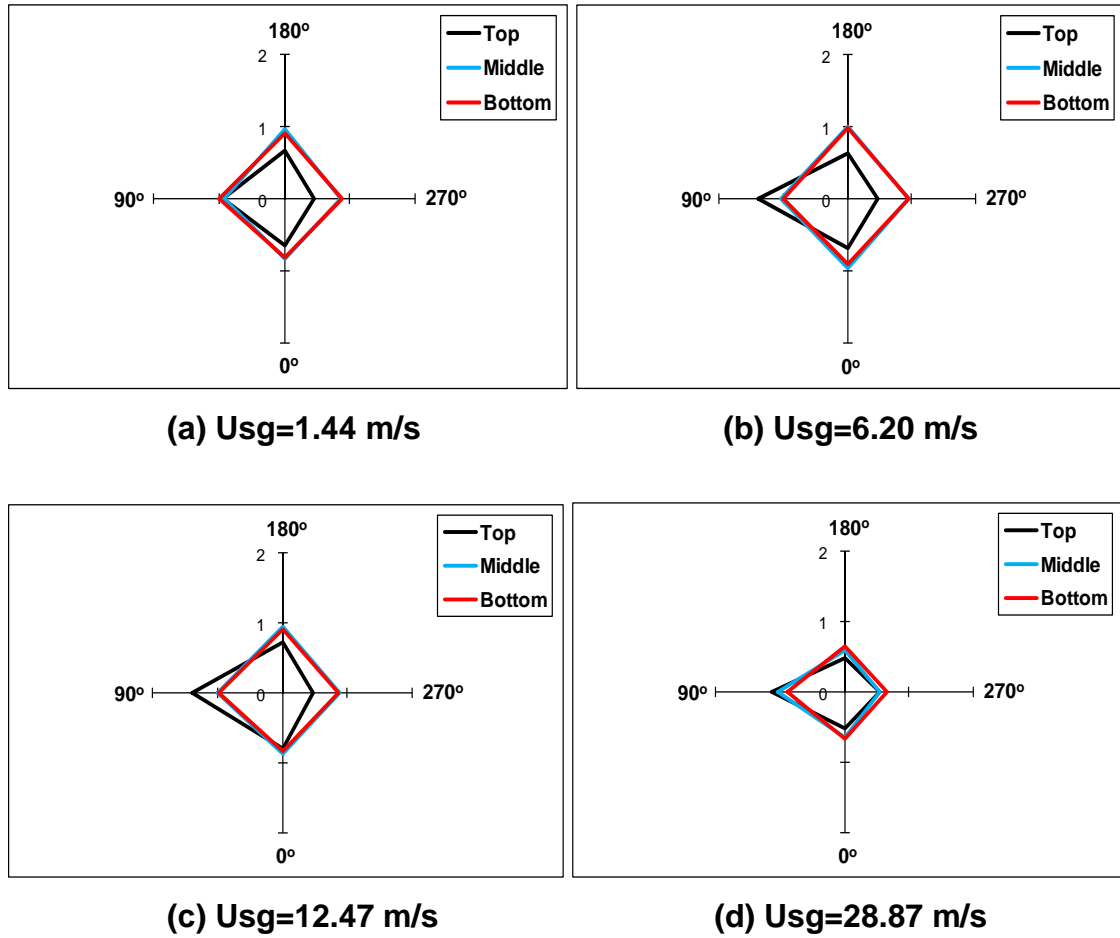 180º
2
1
0
90º
270º
0º
Top
Middle
Bottom
(a) Usg=1.44 m/s
180º
2
1
0
90º
270º
0º
Top
Middle
Bottom
(b) Usg=6.20 m/s
180º
2
1
0
90º
270º
0º
Top
Middle
Bottom
(c) Usg=12.47 m/s
180º
2
1
0
90º
270º
0º
Top
Middle
Bottom
(d) Usg=28.87 m/s